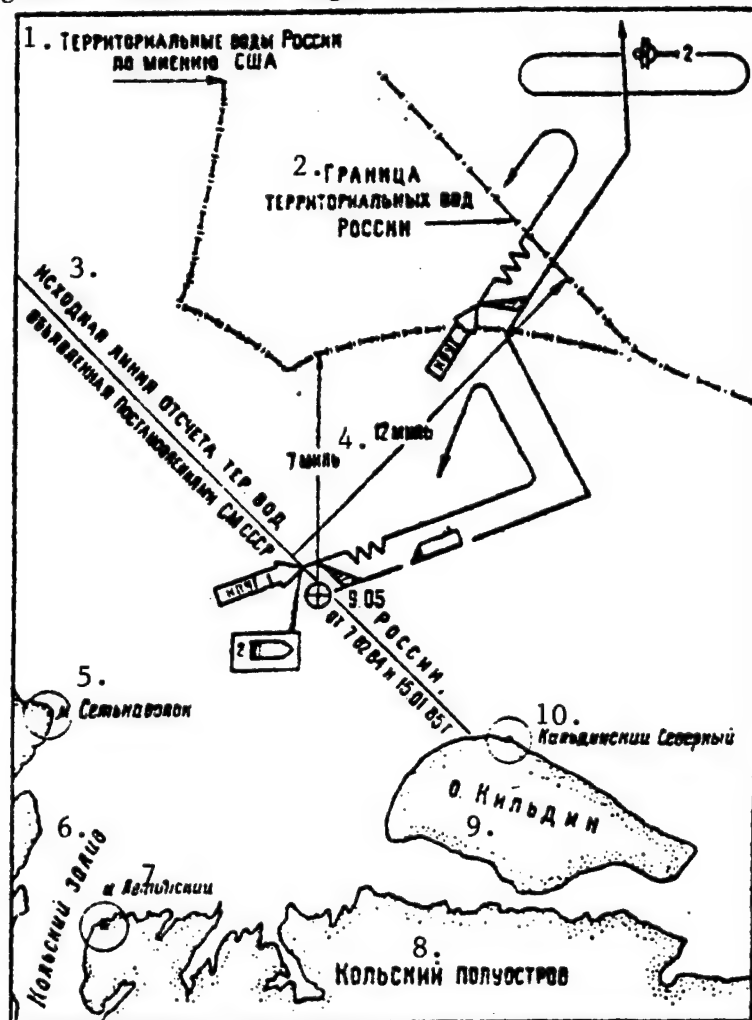 1. Территориальные воды России
по мнению США
2
2. Граница
территориальных вод
России
3.
Исходная линия отсчета тер вод
объявленная Постановлениями СМ СССР
4. 12 миль
7 миль
9.05
России,
от 7 02 84 и 15.01 85 г
2
5.
м Сетьнаволок
10.
Кильдинский Северный
о. Кильдин
9.
6.
Кольский залив
7
м
8.
Кольский полуостров